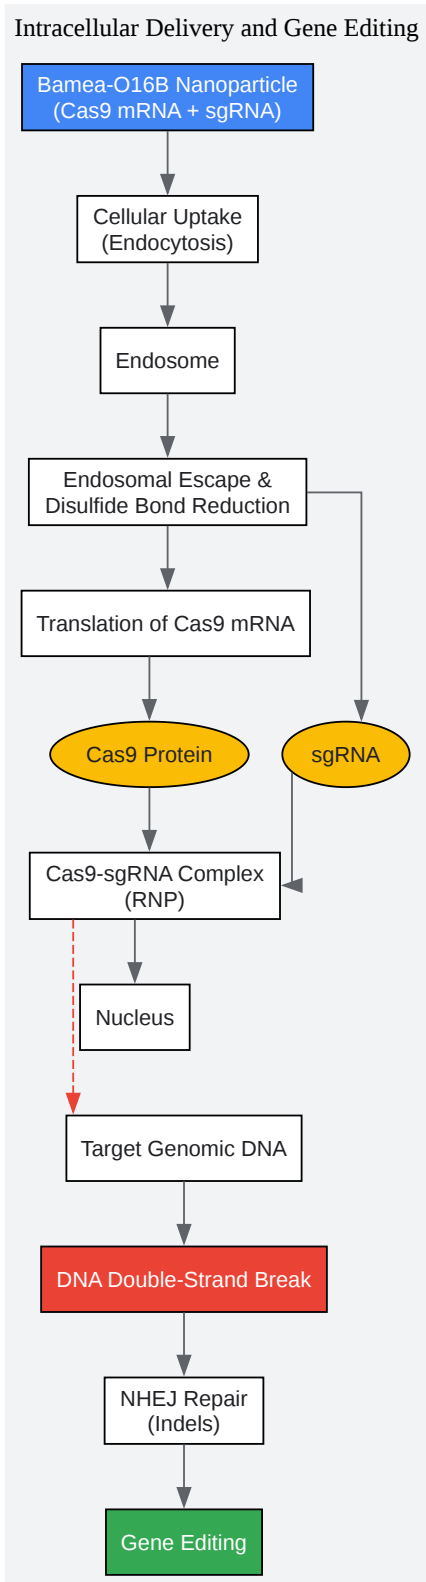 Intracellular Delivery and Gene Editing
Bamea-O16B Nanoparticle
(Cas9 mRNA + sgRNA)
Cellular Uptake
(Endocytosis)
Endosome
Endosomal Escape &
Disulfide Bond Reduction
Translation of Cas9 mRNA
Cas9 Protein
sgRNA
Cas9-sgRNA Complex
(RNP)
Nucleus
Target Genomic DNA
DNA Double-Strand Break
NHEJ Repair
(Indels)
Gene Editing